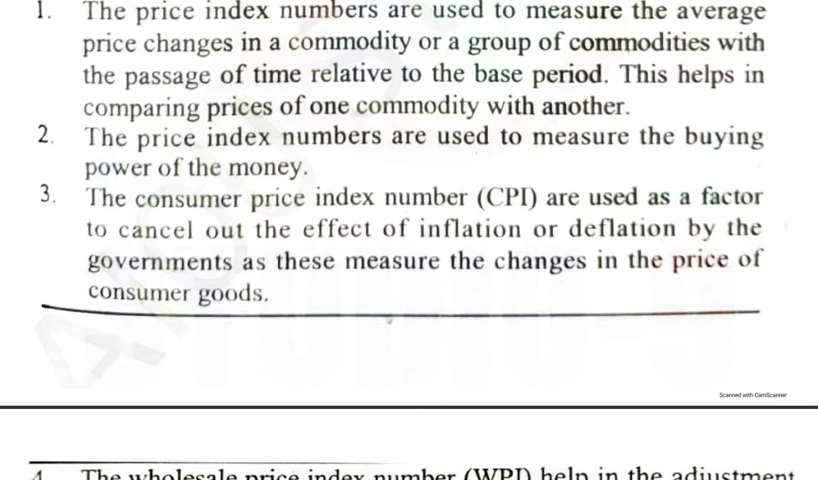 1. The price index numbers are used to measure the average
price changes in a commodity or a group of commodities with
the passage of time relative to the base period. This helps in
comparing prices of one commodity with another.
2. The price index numbers are used to measure the buying
power of the money.
3. The consumer price index number (CPI) are used as a factor
to cancel out the effect of inflation or deflation by the
governments as these measure the changes in the price of
consumer goods.
Scanned with CamScanner
4. The wholesale price index number (WPI) help in the adjustment